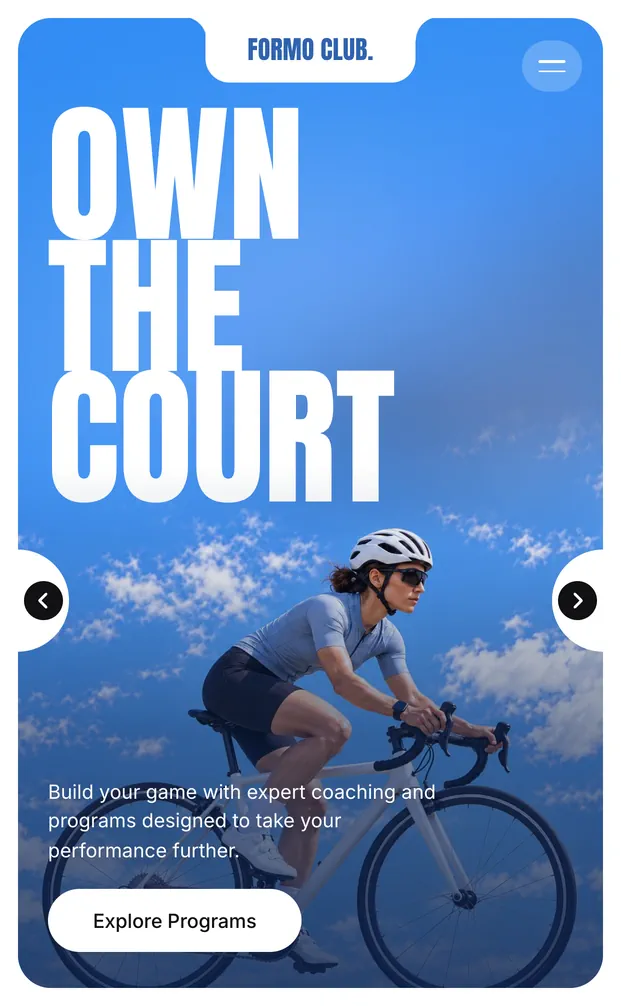 FORMO CLUB.
OWN
THE
COURT
Build your game with expert coaching and
programs designed to take your
performance further.
Explore Programs